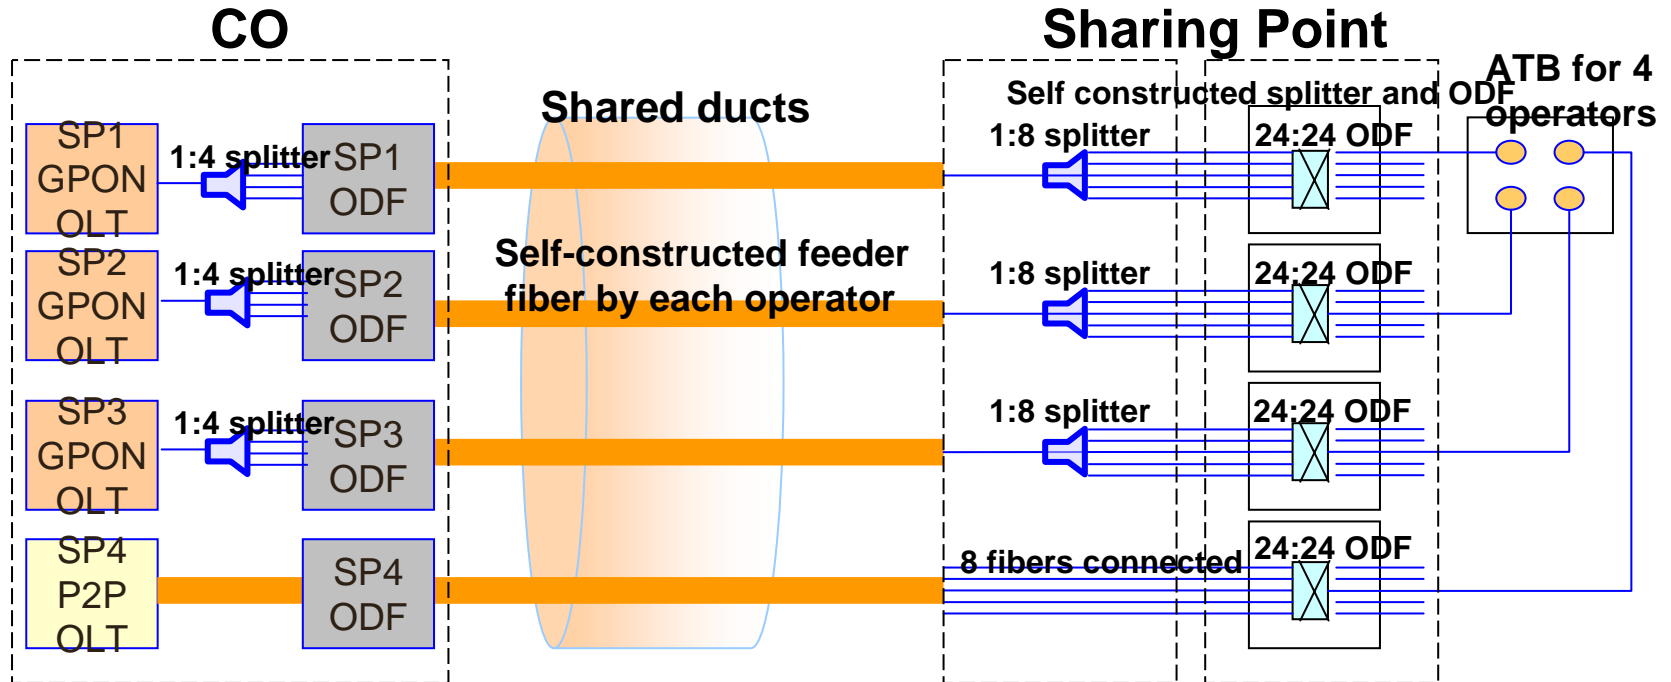 CO
Sharing Point
ATB for 4
operators
Self constructed splitter and ODF
Shared ducts
SP1
GPON
OLT
1:4 splitter
SP1
ODF
1:8 splitter
24:24 ODF
SP2
GPON
OLT
1:4 splitter
SP2
ODF
Self-constructed feeder
fiber by each operator
1:8 splitter
24:24 ODF
SP3
GPON
OLT
1:4 splitter
SP3
ODF
1:8 splitter
24:24 ODF
SP4
P2P
OLT
SP4
ODF
8 fibers connected
24:24 ODF